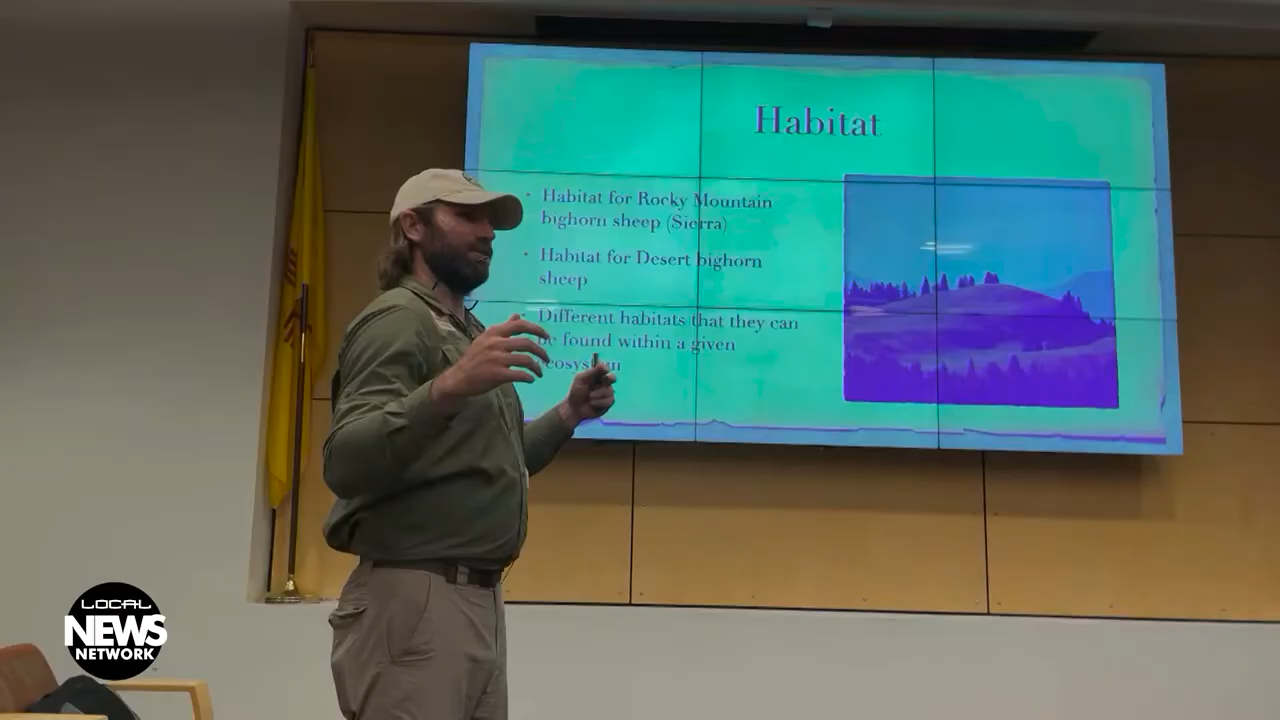 Habitat
• Habitat for Rocky Mountain
bighorn sheep (Sierra)
• Habitat for Desert bighorn
sheep
• Different habitats that they can
be found within a given
ecosystem
LOCAL
NEWS
NETWORK